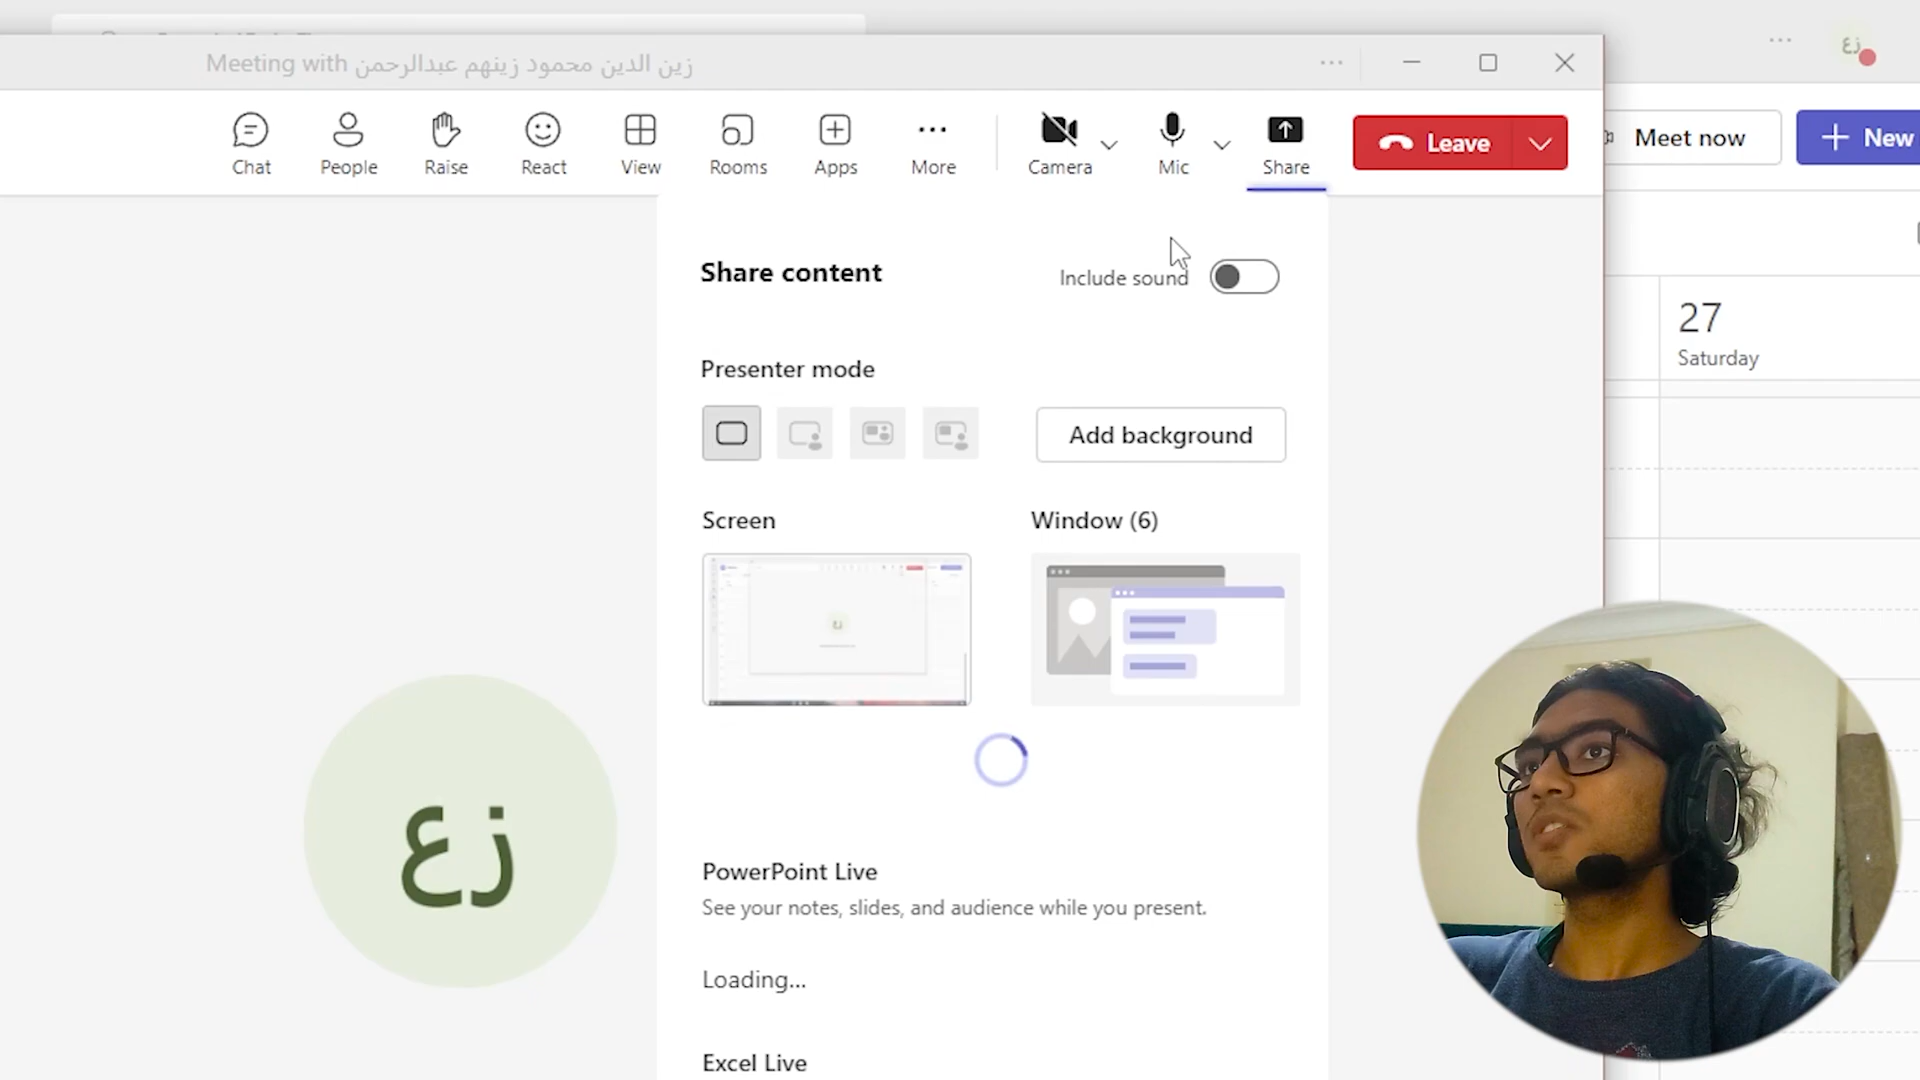 Meeting with زين الدين محمود زينهم عبدالرحمن
زع
Chat
People
Raise
React
View
Rooms
Apps
More
Camera
Mic
Share
Leave
Meet now
New
Share content
Include sound
27
Saturday
Presenter mode
Add background
Screen
Window (6)
زع
PowerPoint Live
See your notes, slides, and audience while you present.
Loading...
Excel Live